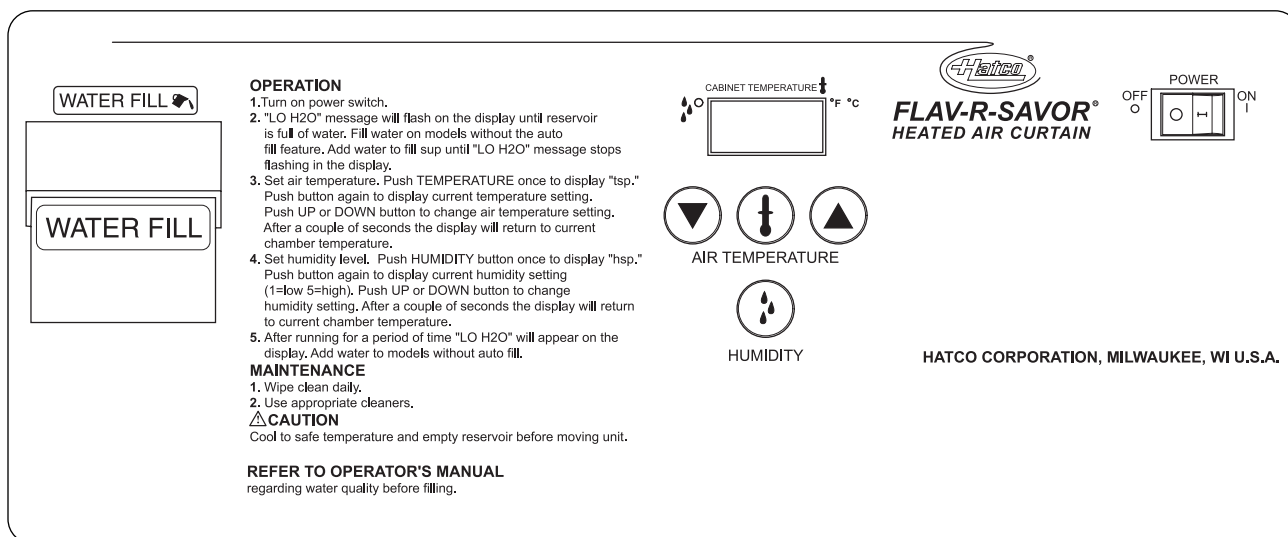 WATER FILL
WATER FILL
OPERATION
1.Turn on power switch.
2. "LO H2O" message will flash on the display until reservoir
is full of water. Fill water on models without the auto
fill feature. Add water to fill sup until "LO H2O" message stops
flashing in the display.
3. Set air temperature. Push TEMPERATURE once to display "tsp."
Push button again to display current temperature setting.
Push UP or DOWN button to change air temperature setting.
After a couple of seconds the display will return to current
chamber temperature.
4. Set humidity level. Push HUMIDITY button once to display "hsp."
Push button again to display current humidity setting
(1=low 5=high). Push UP or DOWN button to change
humidity setting. After a couple of seconds the display will return
to current chamber temperature.
5. After running for a period of time "LO H2O" will appear on the
display. Add water to models without auto fill.
MAINTENANCE
1. Wipe clean daily.
2. Use appropriate cleaners.
⚠CAUTION
Cool to safe temperature and empty reservoir before moving unit.
REFER TO OPERATOR'S MANUAL
regarding water quality before filling.
CABINET TEMPERATURE
°F °C
AIR TEMPERATURE
HUMIDITY
Hatco®
FLAV-R-SAVOR®
HEATED AIR CURTAIN
POWER
OFF
O
O I
ON
I
HATCO CORPORATION, MILWAUKEE, WI U.S.A.